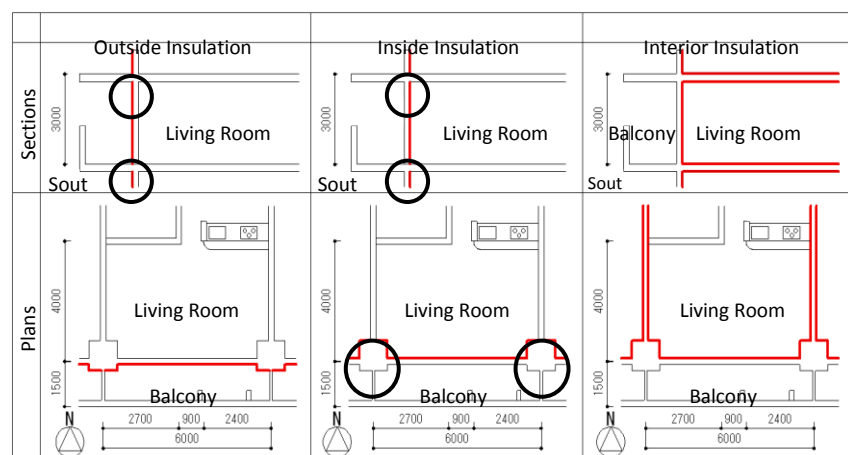 Outside Insulation
Inside Insulation
Interior Insulation
Sections
3000
Living Room
Sout
3000
Living Room
Sout
3000
Balcony
Living Room
Sout
Plans
4000
1500
Living Room
Balcony
N
2700 900 2400
6000
4000
1500
Living Room
Balcony
N
2700 900 2400
6000
4000
1500
Living Room
Balcony
N
2700 900 2400
6000